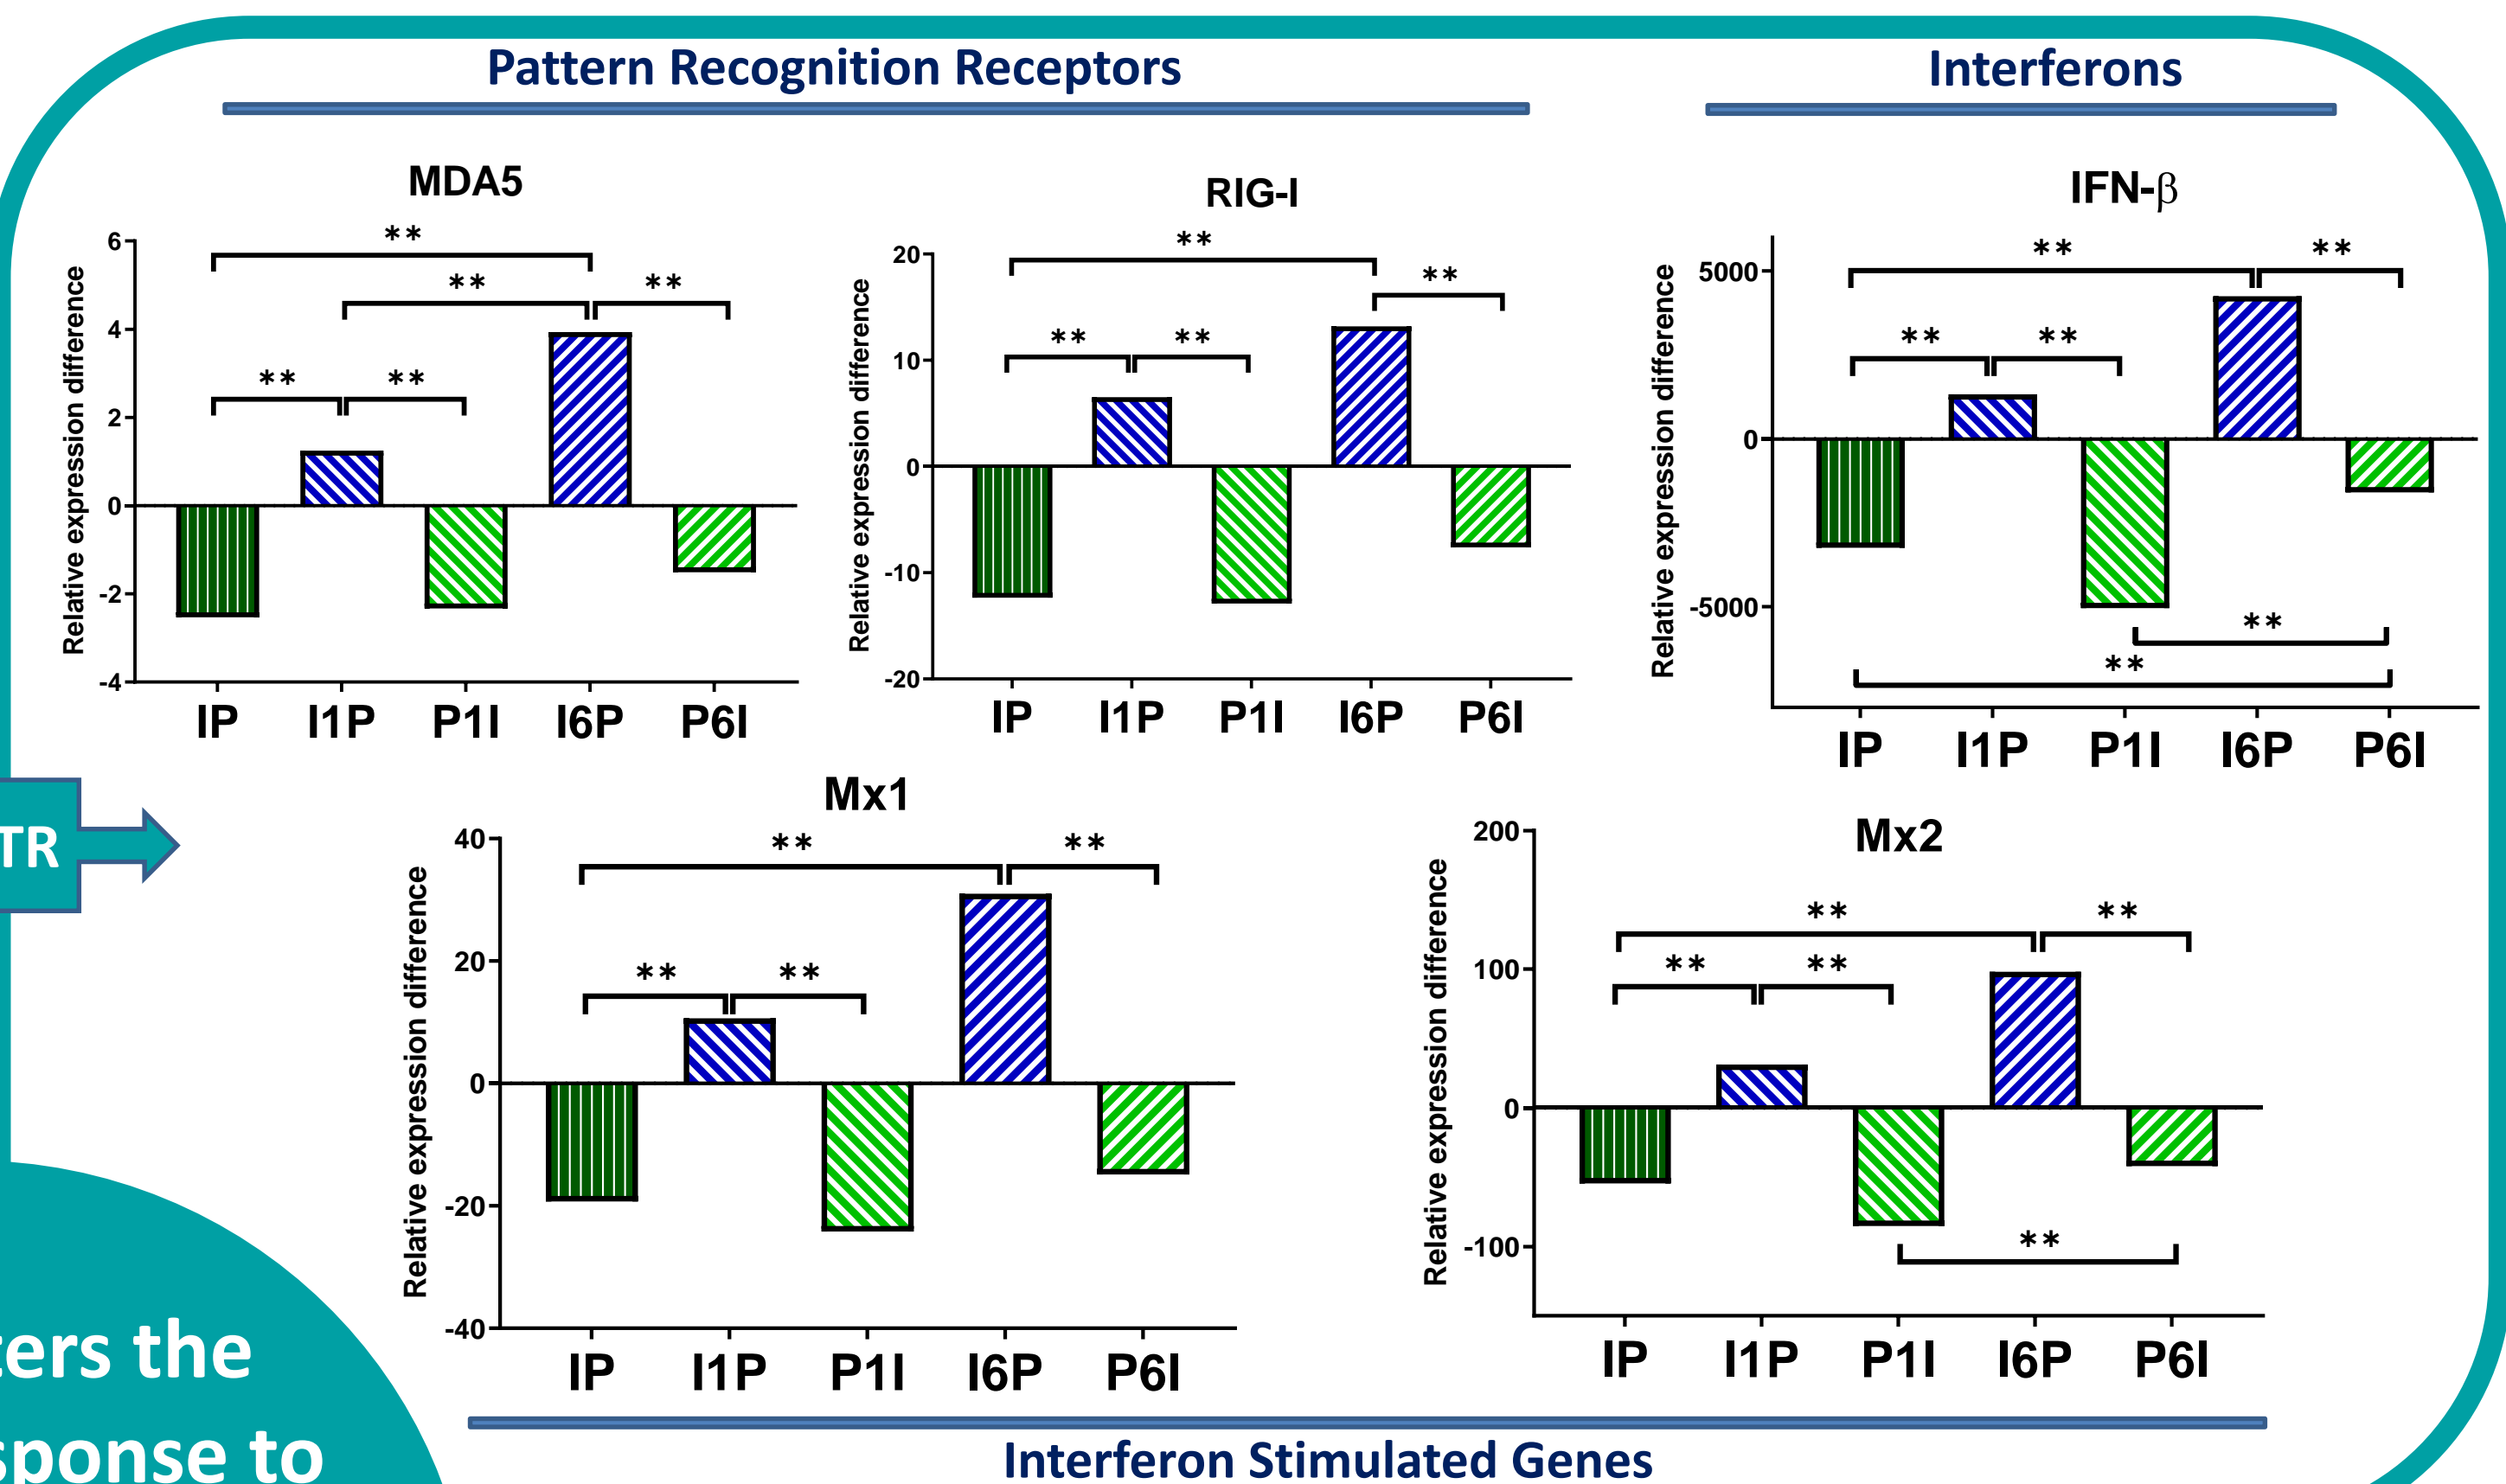 Pattern Recognition Receptors
Interferons
MDA5
Relative expression difference
6
4
2
0
-2
-4
**
**
**
**
**
IP I1P P1I I6P P6I
RIG-I
Relative expression difference
20
10
0
-10
-20
**
**
**
**
IP I1P P1I I6P P6I
IFN-β
Relative expression difference
5000
0
-5000
**
**
**
**
**
**
IP I1P P1I I6P P6I
TR
Mx1
Relative expression difference
40
20
0
-20
-40
**
**
**
**
IP I1P P1I I6P P6I
Mx2
Relative expression difference
200
100
0
-100
**
**
**
**
**
IP I1P P1I I6P P6I
ters the
sponse to
Interferon Stimulated Genes